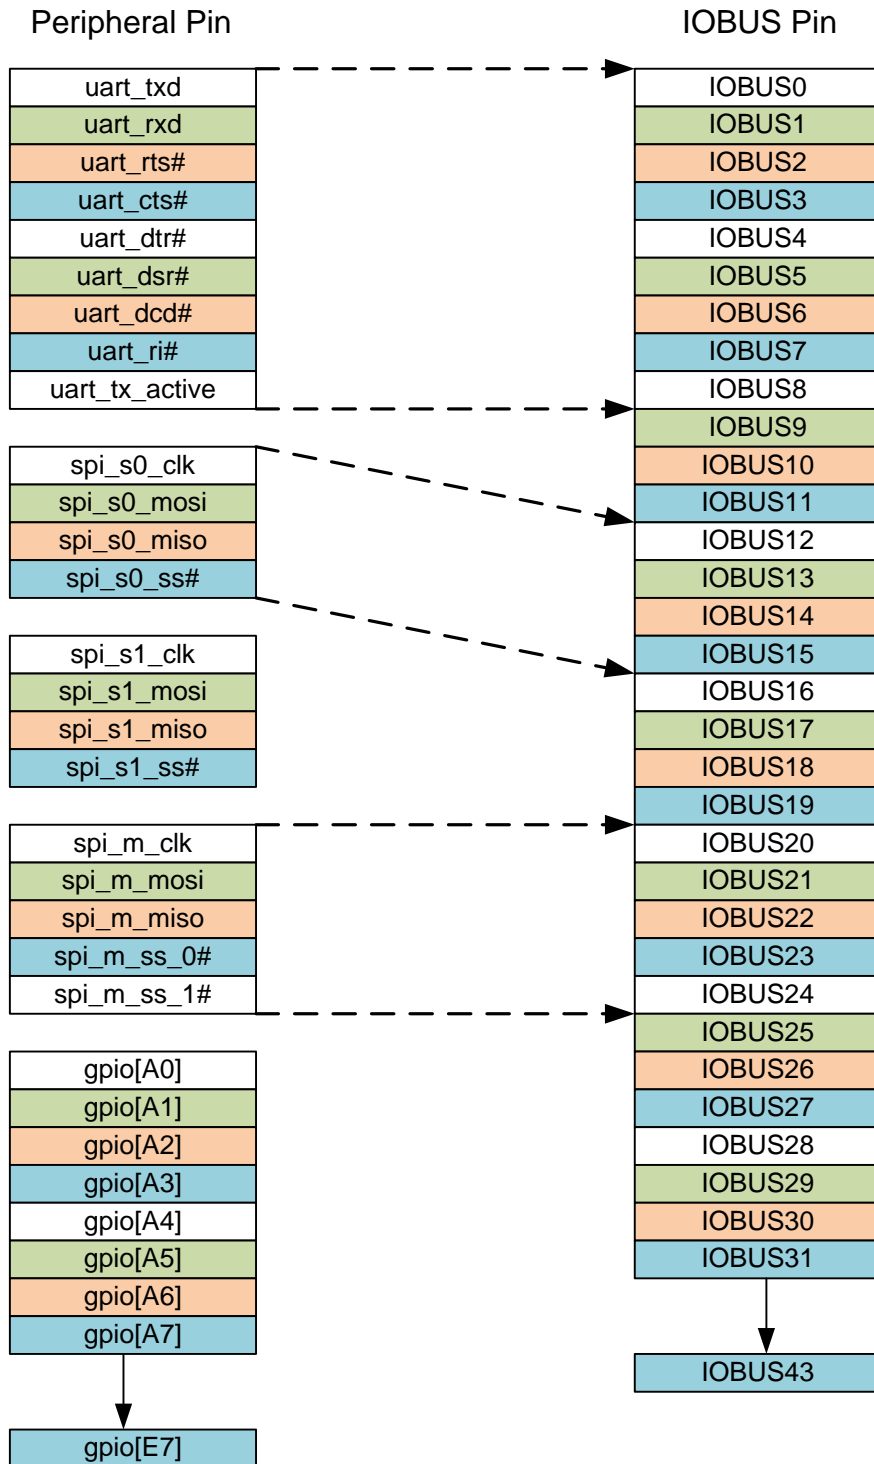 Peripheral Pin
uart_txd
uart_rxd
uart_rts#
uart_cts#
uart_dtr#
uart_dsr#
uart_dcd#
uart_ri#
uart_tx_active
spi_s0_clk
spi_s0_mosi
spi_s0_miso
spi_s0_ss#
spi_s1_clk
spi_s1_mosi
spi_s1_miso
spi_s1_ss#
spi_m_clk
spi_m_mosi
spi_m_miso
spi_m_ss_0#
spi_m_ss_1#
gpio[A0]
gpio[A1]
gpio[A2]
gpio[A3]
gpio[A4]
gpio[A5]
gpio[A6]
gpio[A7]
gpio[E7]
IOBUS Pin
IOBUS0
IOBUS1
IOBUS2
IOBUS3
IOBUS4
IOBUS5
IOBUS6
IOBUS7
IOBUS8
IOBUS9
IOBUS10
IOBUS11
IOBUS12
IOBUS13
IOBUS14
IOBUS15
IOBUS16
IOBUS17
IOBUS18
IOBUS19
IOBUS20
IOBUS21
IOBUS22
IOBUS23
IOBUS24
IOBUS25
IOBUS26
IOBUS27
IOBUS28
IOBUS29
IOBUS30
IOBUS31
IOBUS43